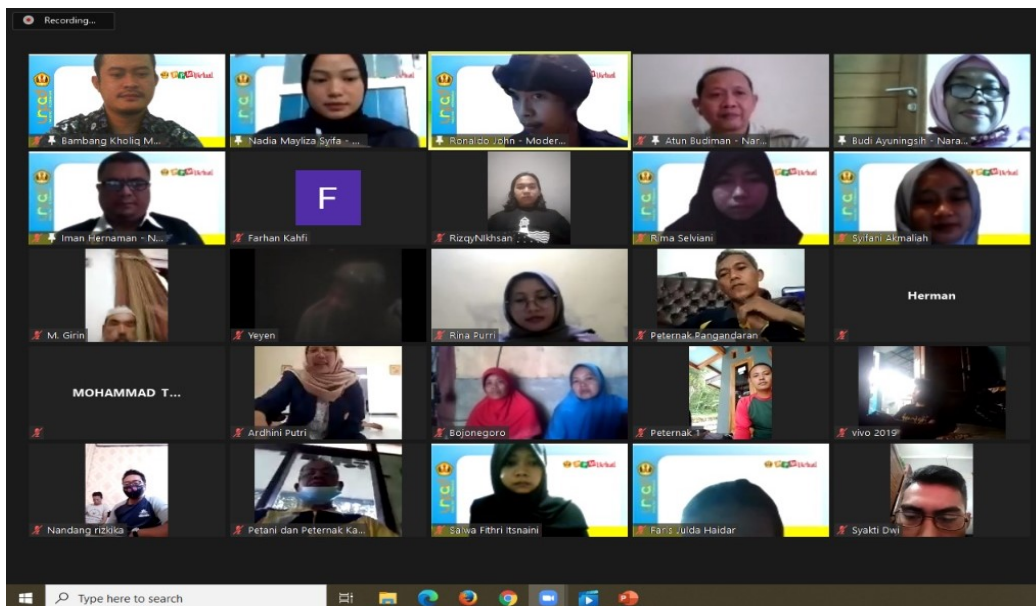 Recording...
Bambang Kholiq M...
Nadia Mayliza Syifa - ...
Ronaldo John - Moder...
Atun Budiman - Nar...
Budi Ayuningsih - Nara...
Iman Hernaman - N...
F
Farhan Kahfi
RizqyNIkhsan
Rima Selviani
Syifani Akmaliah
M. Girin
Yeyen
Rina Purri
Peternak Pangandaran
Herman
MOHAMMAD T...
Ardhini Putri
Bojonegoro
Peternak 1
vivo 2019
Nandang rizkika
Petani dan Peternak Ka...
Salwa Fithri Itsnaini
Faris Julda Haidar
Syakti Dwi
Type here to search